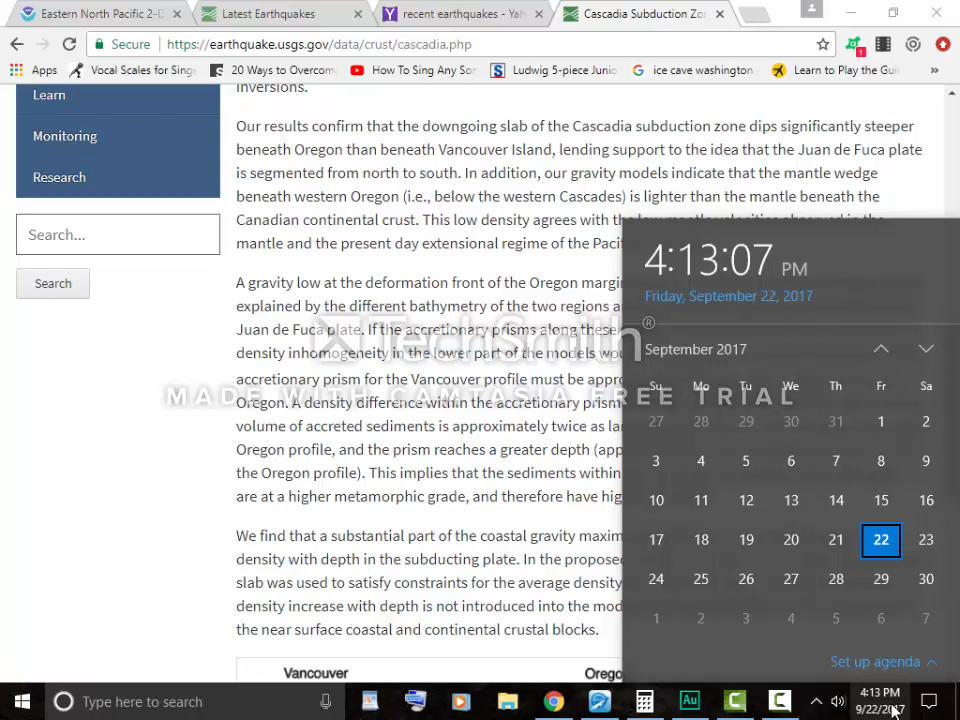 Eastern North Pacific 2-D
Latest Earthquakes
recent earthquakes - Yah
Cascadia Subduction Zo
Secure
https://earthquake.usgs.gov/data/crust/cascadia.php
Apps
Vocal Scales for Sing
20 Ways to Overcom
How To Sing Any So
Ludwig 5-piece Junio
ice cave washington
Learn to Play the Gui
»
Learn
Monitoring
Research
Search...
Search
inversions.
Our results confirm that the downgoing slab of the Cascadia subduction zone dips significantly steeper
beneath Oregon than beneath Vancouver Island, lending support to the idea that the Juan de Fuca plate
is segmented from north to south. In addition, our gravity models indicate that the mantle wedge
beneath western Oregon (i.e., below the western Cascades) is lighter than the mantle beneath the
Canadian continental crust. This low density agrees with the low mantle velocities observed in the
mantle and the present day extensional regime of the Pacif
A gravity low at the deformation front of the Oregon margi
explained by the different bathymetry of the two regions a
Juan de Fuca plate. If the accretionary prisms along these
density inhomogeneity in the lower part of the models wou
accretionary prism for the Vancouver profile must be appro
Oregon. A density difference within the accretionary prism
volume of accreted sediments is approximately twice as la
Oregon profile, and the prism reaches a greater depth (app
the Oregon profile). This implies that the sediments within
are at a higher metamorphic grade, and therefore have hig
We find that a substantial part of the coastal gravity maxim
density with depth in the subducting plate. In the propose
slab was used to satisfy constraints for the average density
density increase with depth is not introduced into the mod
the near surface coastal and continental crustal blocks.
Vancouver
Orego
TechSmith®
MADE WITH CAMTASIA FREE TRIAL
4:13:07 PM
Friday, September 22, 2017
September 2017
Su Mo Tu We Th Fr Sa
27 28 29 30 31 1 2
3 4 5 6 7 8 9
10 11 12 13 14 15 16
17 18 19 20 21 22 23
24 25 26 27 28 29 30
1 2 3 4 5 6 7
Set up agenda
Type here to search
Au
4:13 PM
9/22/2017